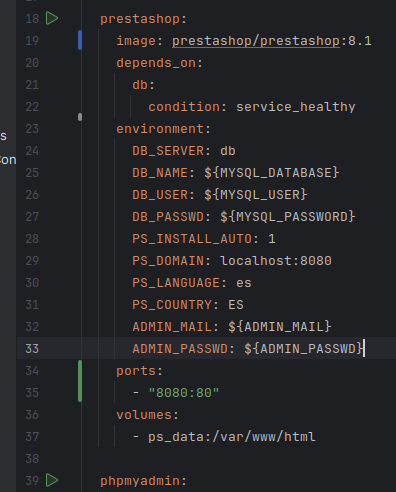 18 prestashop:
19 image: prestashop/prestashop:8.1
20 depends_on:
21 db:
22 condition: service_healthy
23 environment:
24 DB_SERVER: db
25 DB_NAME: ${MYSQL_DATABASE}
26 DB_USER: ${MYSQL_USER}
27 DB_PASSWD: ${MYSQL_PASSWORD}
28 PS_INSTALL_AUTO: 1
29 PS_DOMAIN: localhost:8080
30 PS_LANGUAGE: es
31 PS_COUNTRY: ES
32 ADMIN_MAIL: ${ADMIN_MAIL}
33 ADMIN_PASSWD: ${ADMIN_PASSWD}
34 ports:
35 - "8080:80"
36 volumes:
37 - ps_data:/var/www/html
38
39 phpmyadmin:
s
Con